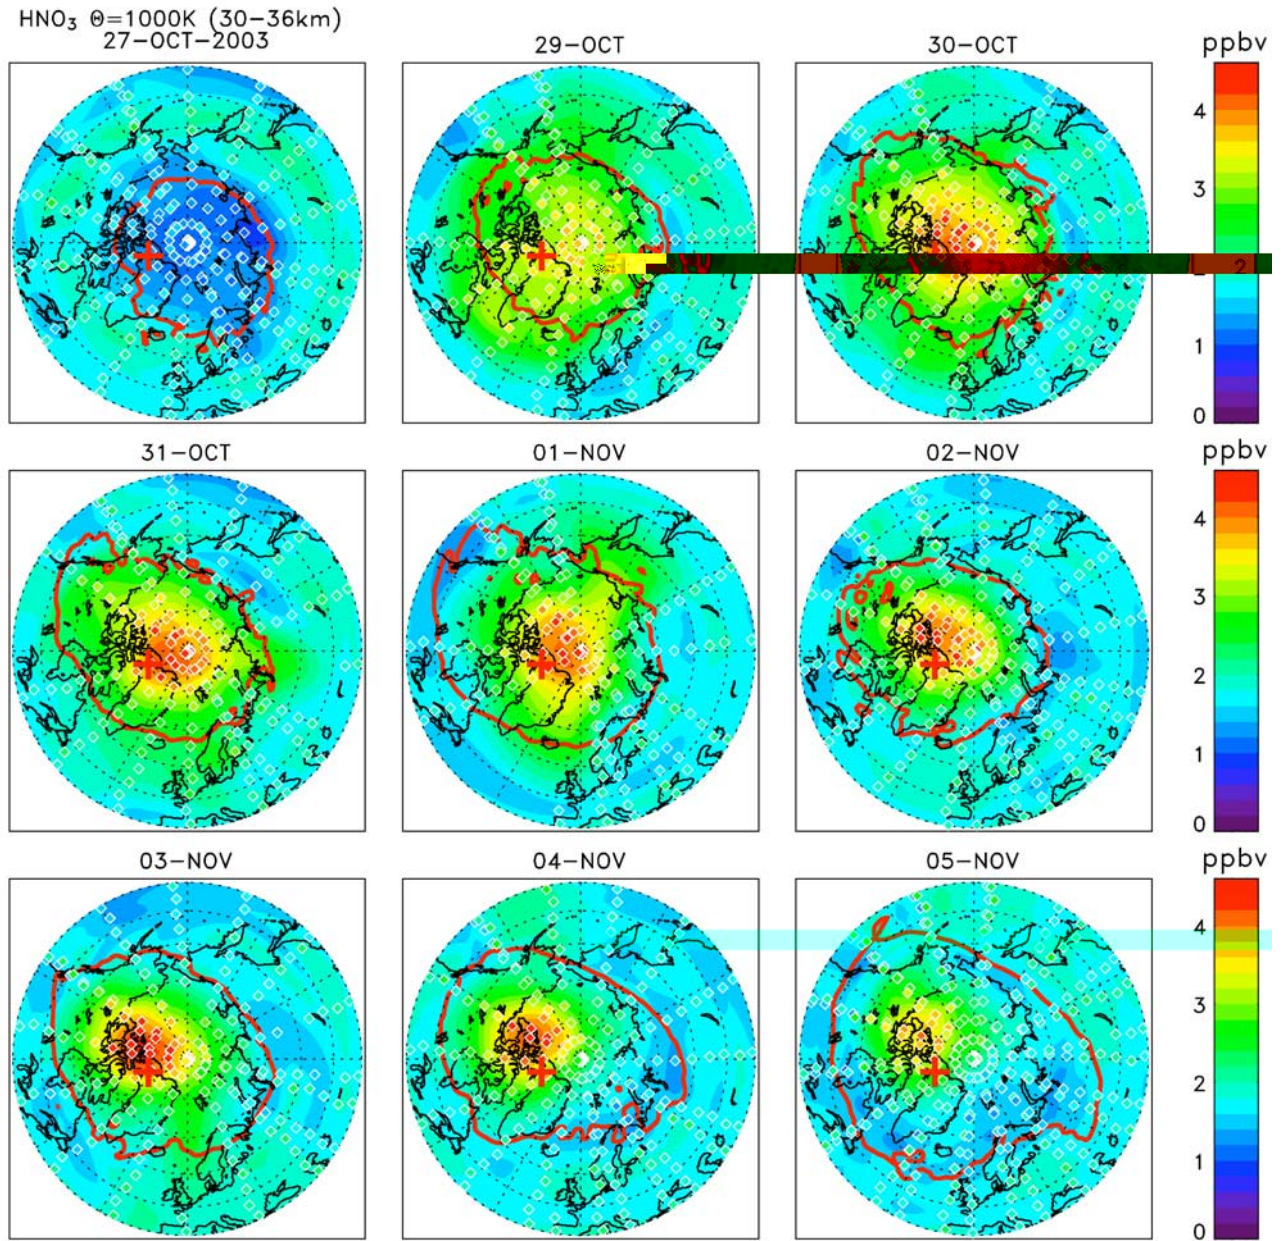 HNO₃ Θ=1000K (30−36km)
27−OCT−2003
29−OCT
30−OCT
ppbv
4
3
2
1
0
31−OCT
01−NOV
02−NOV
ppbv
4
3
2
1
0
03−NOV
04−NOV
05−NOV
ppbv
4
3
2
1
0